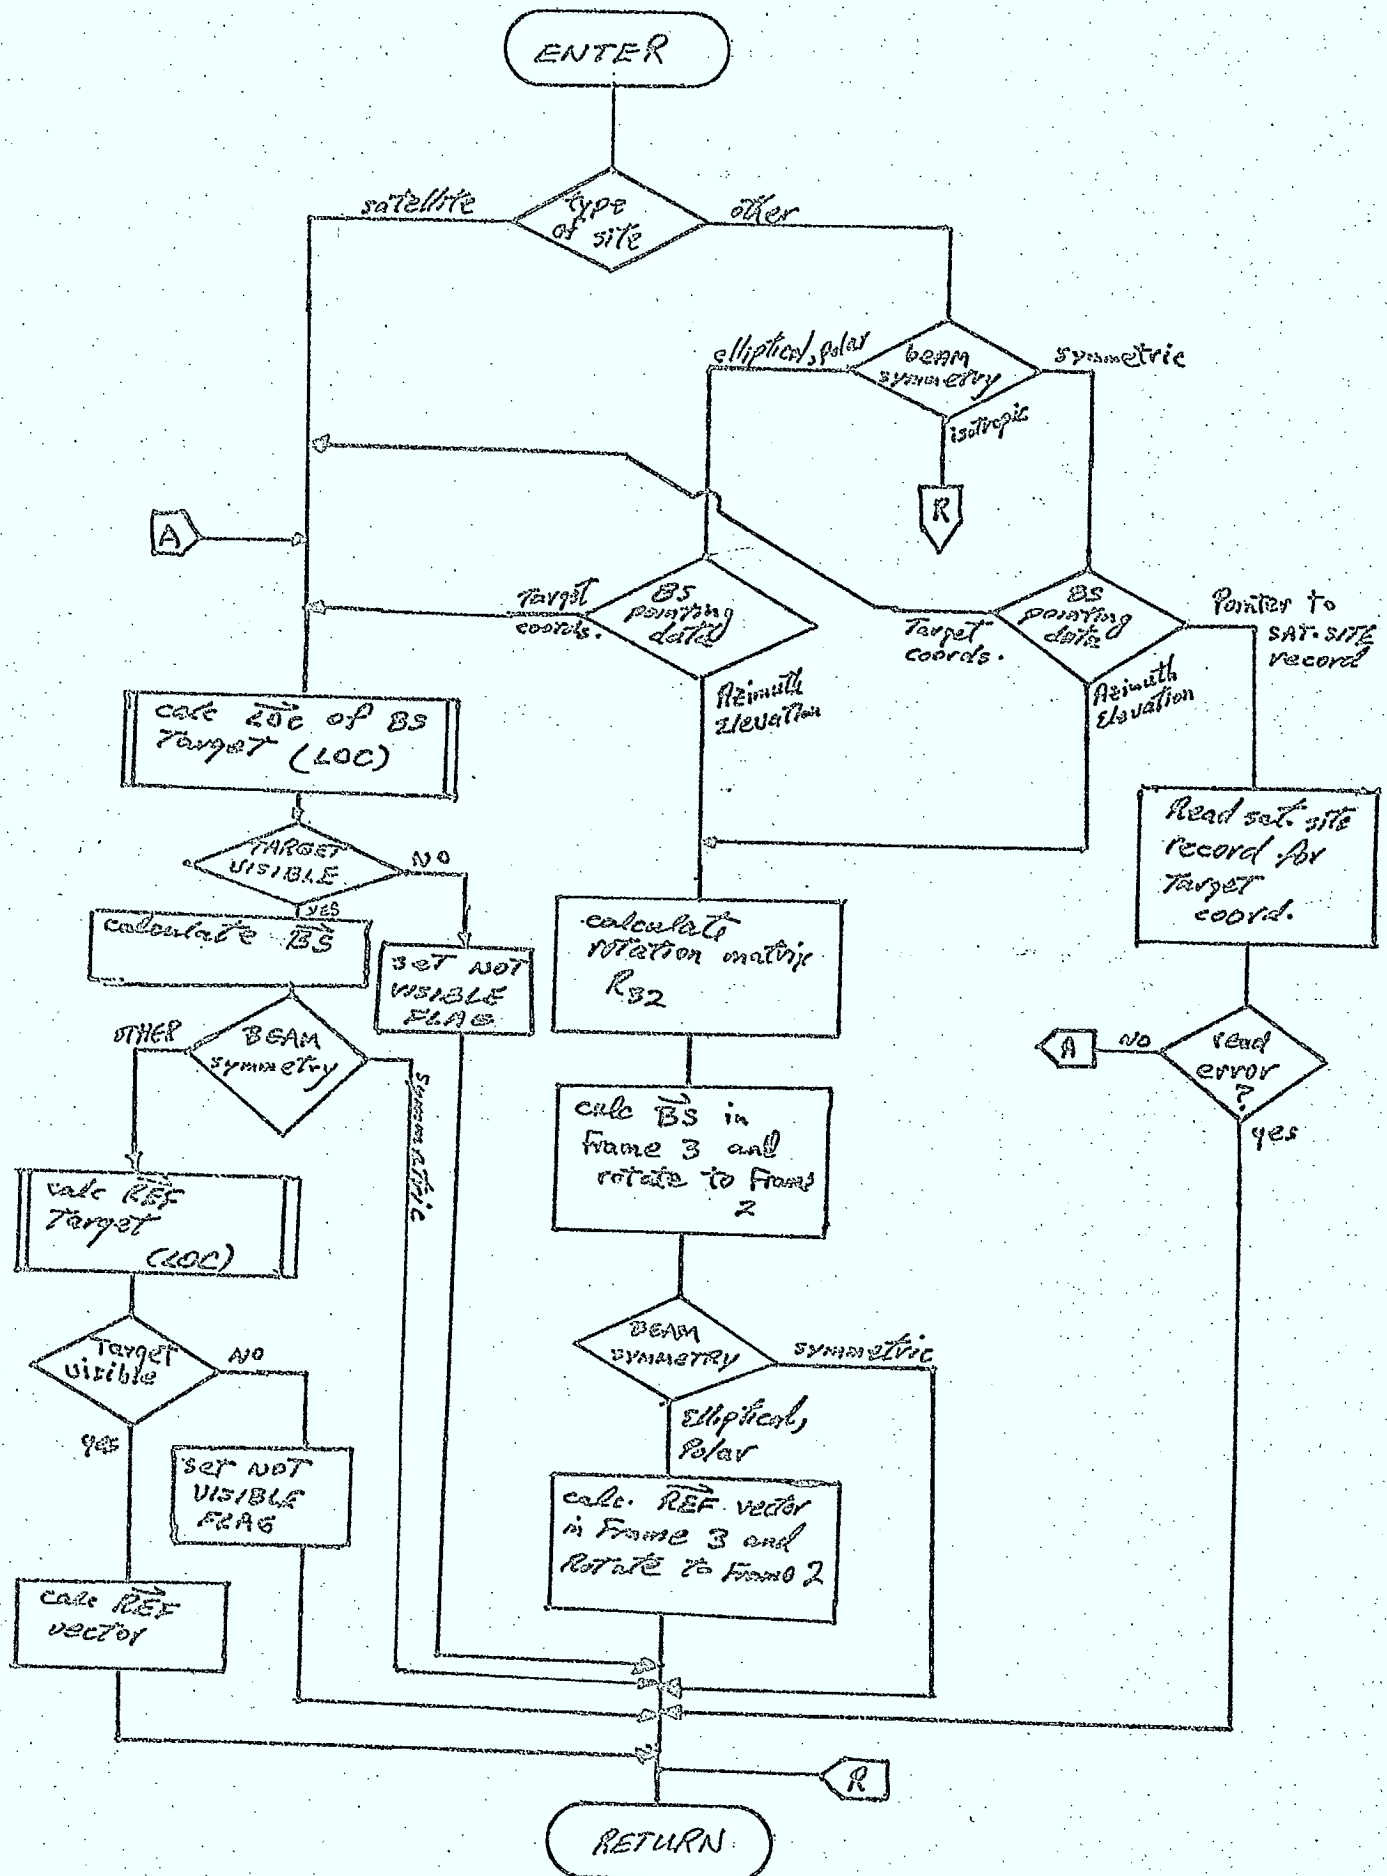 ENTER
satellite
type
of site
other
elliptical, polar
beam
symmetry
symmetric
isotropic
R
A
Target
coords.
BS
pointing
data
Azimuth
Elevation
Target
coords.
BS
pointing
data
Azimuth
Elevation
Pointer to
SAT. SITE
record
calc LOC of BS
Target (LOC)
TARGET
VISIBLE
NO
YES
calculate BS
SET NOT
VISIBLE
FLAG
calculate
rotation matrix
R32
Read sat. site
record for
Target
coord.
OTHER
BEAM
symmetry
symmetric
A
NO
read
error
?
yes
calc BS in
Frame 3 and
rotate to Frame
2
calc REF
Target
(LOC)
BEAM
SYMMETRY
symmetric
Elliptical,
Polar
Target
visible
NO
yes
SET NOT
VISIBLE
FLAG
calc. REF vector
in Frame 3 and
Rotate to Frame 2
calc REF
vector
R
RETURN